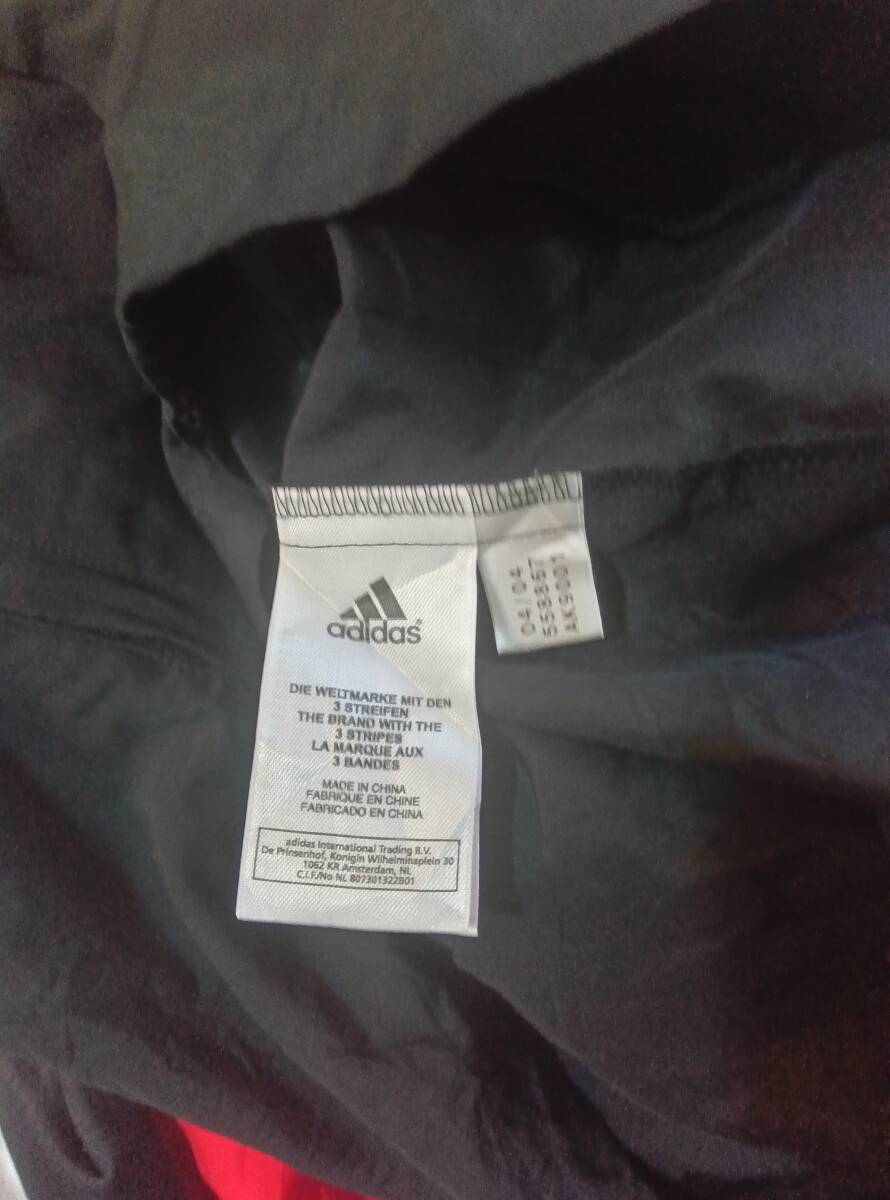 adidas®
DIE WELTMARKE MIT DEN
3 STREIFEN
THE BRAND WITH THE
3 STRIPES
LA MARQUE AUX
3 BANDES
MADE IN CHINA
FABRIQUE EN CHINE
FABRICADO EN CHINA
adidas International Trading B.V.
De Prinsenhof, Konigin Wilhelminaplein 30
1062 KR Amsterdam, NL
C.I.F./No NL 807301322B01
04/04
558867
AK9001